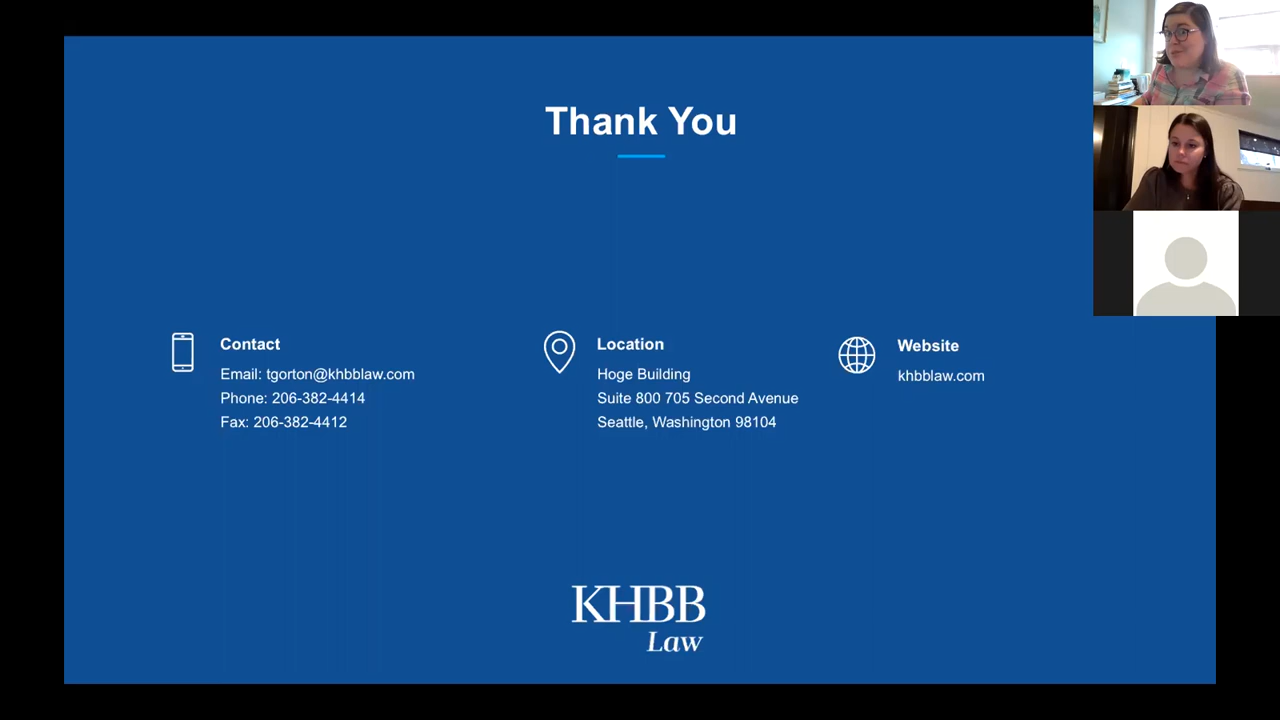 Thank You
Contact
Email: tgorton@khbblaw.com
Phone: 206-382-4414
Fax: 206-382-4412
Location
Hoge Building
Suite 800 705 Second Avenue
Seattle, Washington 98104
Website
khbblaw.com
KHBB
Law